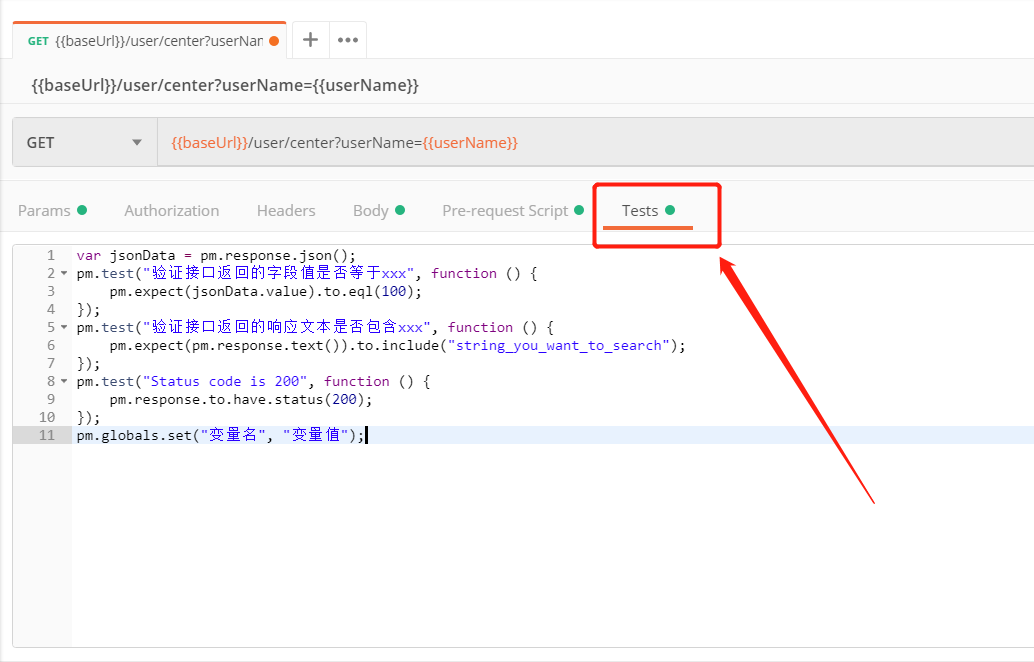 GET {{baseUrl}}/user/center?userNan
{{baseUrl}}/user/center?userName={{userName}}
GET {{baseUrl}}/user/center?userName={{userName}}
Params Authorization Headers Body Pre-request Script Tests
1 var jsonData = pm.response.json();
2 pm.test("验证接口返回的字段值是否等于xxx", function () {
3 pm.expect(jsonData.value).to.eql(100);
4 });
5 pm.test("验证接口返回的响应文本是否包含xxx", function () {
6 pm.expect(pm.response.text()).to.include("string_you_want_to_search");
7 });
8 pm.test("Status code is 200", function () {
9 pm.response.to.have.status(200);
10 });
11 pm.globals.set("变量名", "变量值");